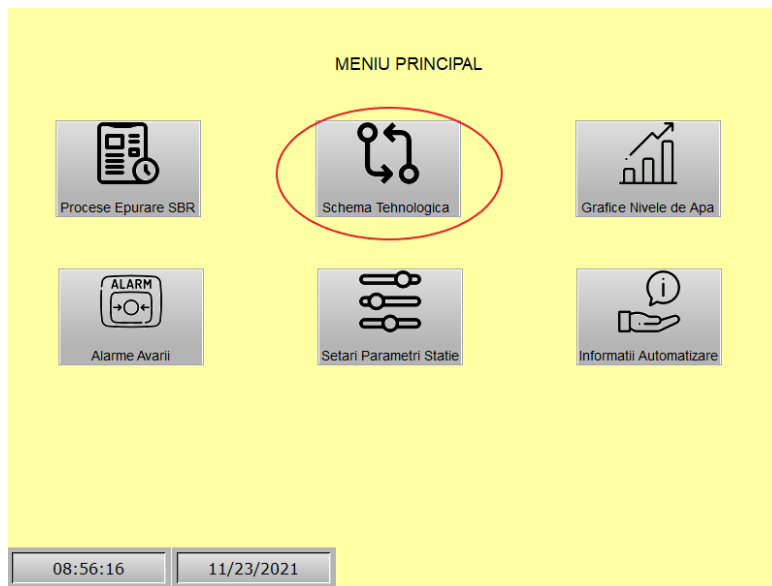 MENIU PRINCIPAL
Procese Epurare SBR
Schema Tehnologica
Grafice Nivele de Apa
ALARM
Alarme Avarii
Setari Parametri Statie
i
Informatii Automatizare
08:56:16
11/23/2021